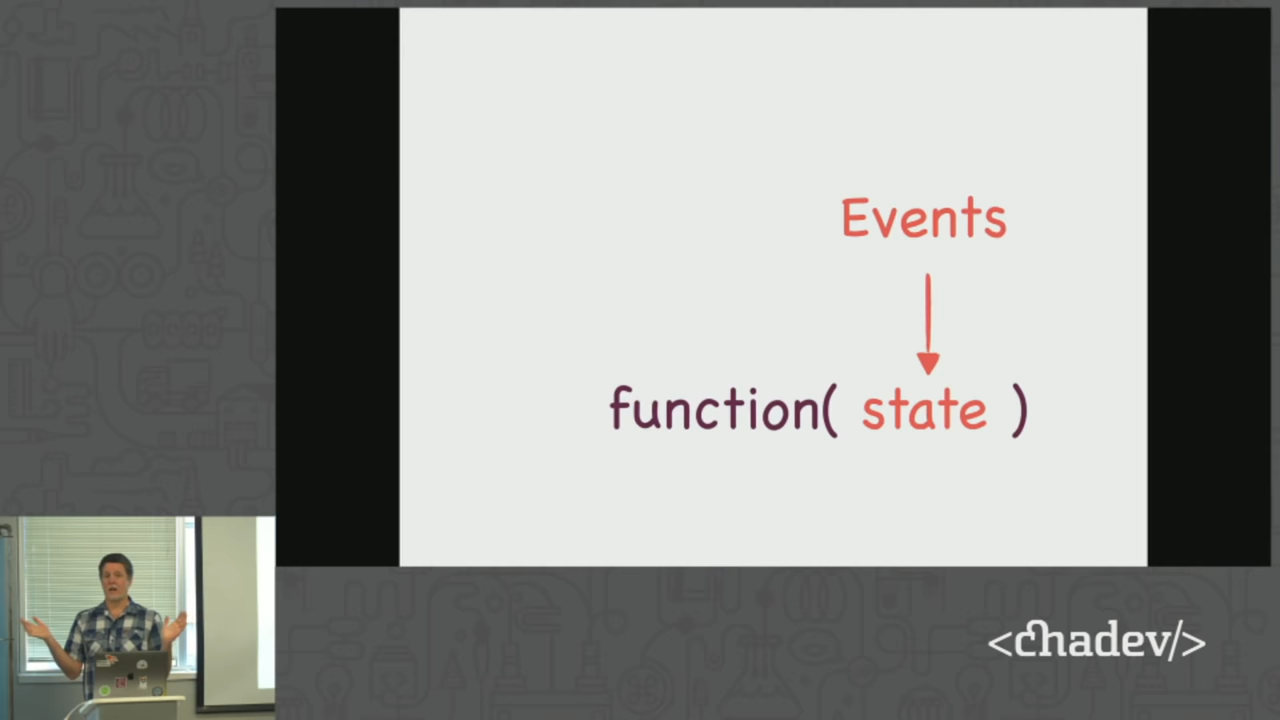 Events
function( state )
<chadev/>